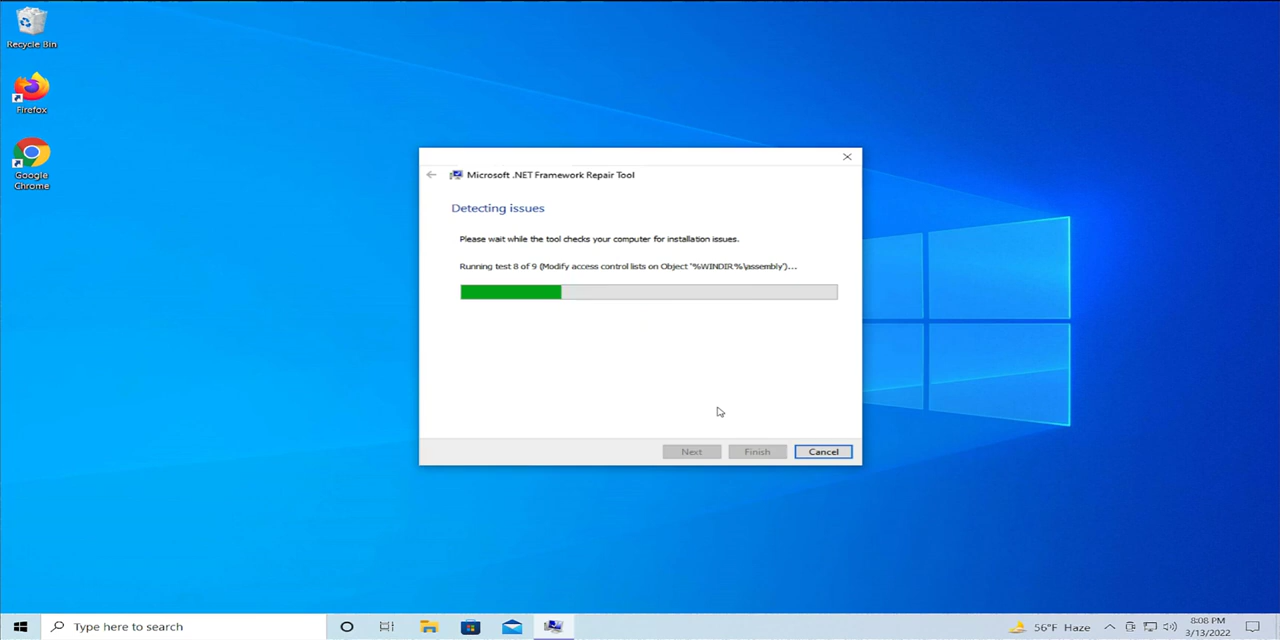 Recycle Bin
Firefox
Google
Chrome
Microsoft .NET Framework Repair Tool
Detecting issues
Please wait while the tool checks your computer for installation issues.
Running test 8 of 9 (Modify access control lists on Object '%WINDIR%\assembly')...
Next
Finish
Cancel
Type here to search
56°F Haze
8:08 PM
3/13/2022